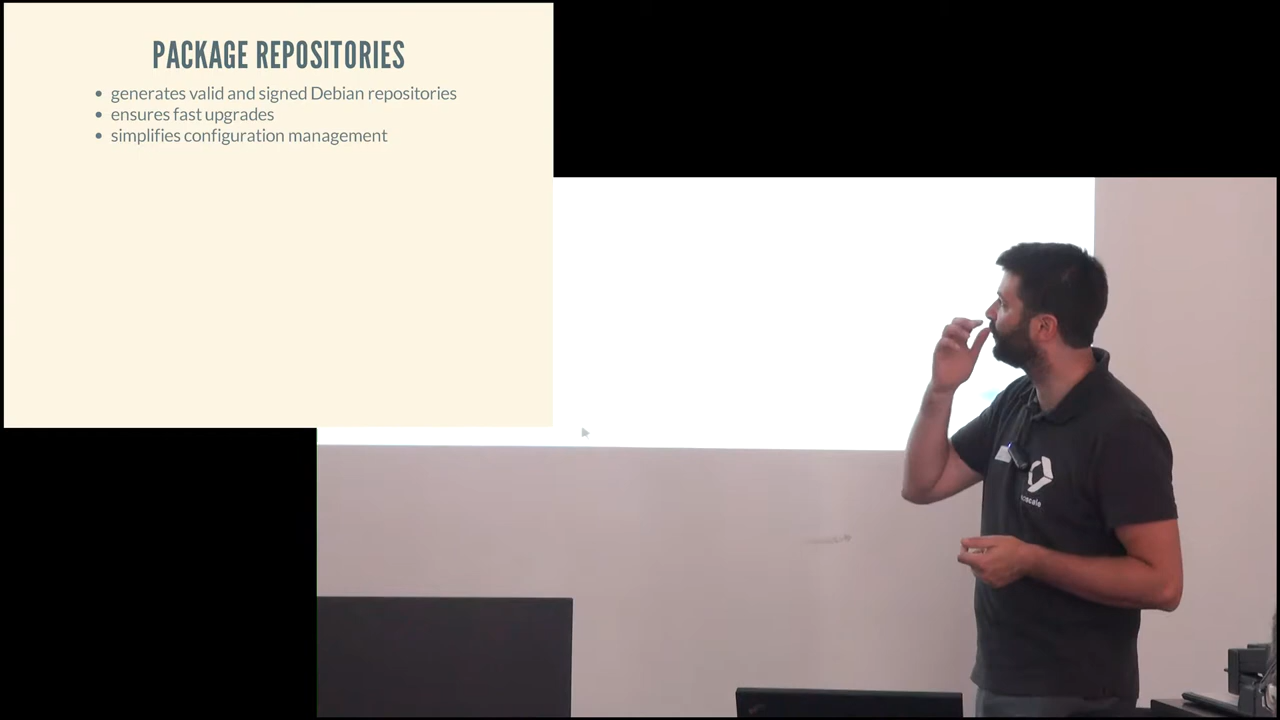 PACKAGE REPOSITORIES
• generates valid and signed Debian repositories
• ensures fast upgrades
• simplifies configuration management